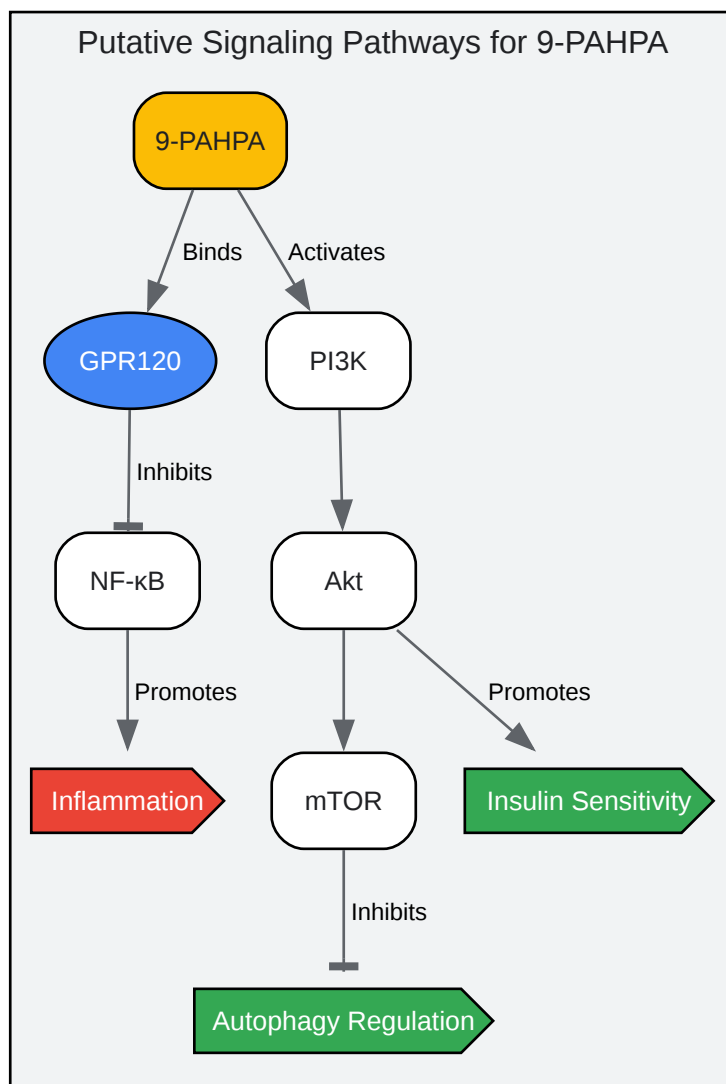 Putative Signaling Pathways for 9-PAHPA
9-PAHPA
Binds
Activates
GPR120
PI3K
Inhibits
NF-κB
Akt
Promotes
Promotes
Inflammation
mTOR
Insulin Sensitivity
Inhibits
Autophagy Regulation